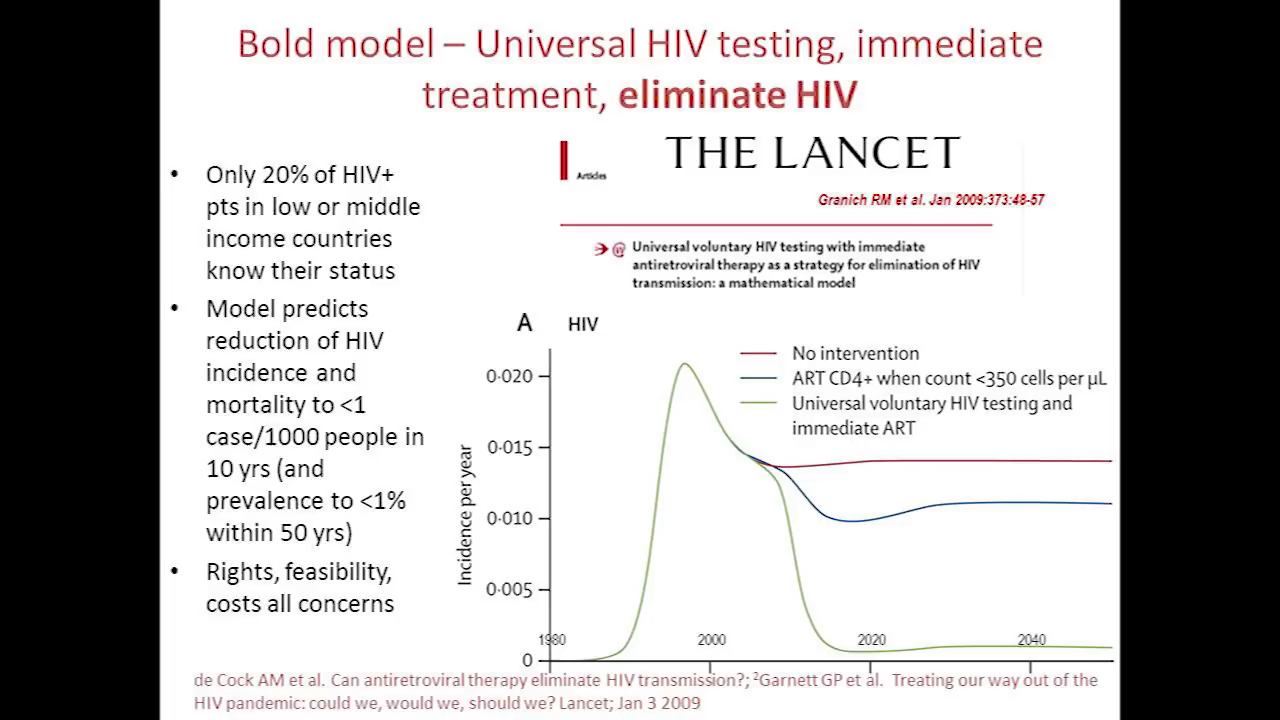 Bold model – Universal HIV testing, immediate
treatment, eliminate HIV
• Only 20% of HIV+
pts in low or middle
income countries
know their status
• Model predicts
reduction of HIV
incidence and
mortality to <1
case/1000 people in
10 yrs (and
prevalence to <1%
within 50 yrs)
• Rights, feasibility,
costs all concerns
THE LANCET
Articles
Granich RM et al. Jan 2009:373:48-57
Universal voluntary HIV testing with immediate
antiretroviral therapy as a strategy for elimination of HIV
transmission: a mathematical model
A HIV
No intervention
ART CD4+ when count <350 cells per µL
Universal voluntary HIV testing and
immediate ART
Incidence per year
0·020
0·015
0·010
0·005
0
1980 2000 2020 2040
de Cock AM et al. Can antiretroviral therapy eliminate HIV transmission?; ²Garnett GP et al. Treating our way out of the
HIV pandemic: could we, would we, should we? Lancet; Jan 3 2009